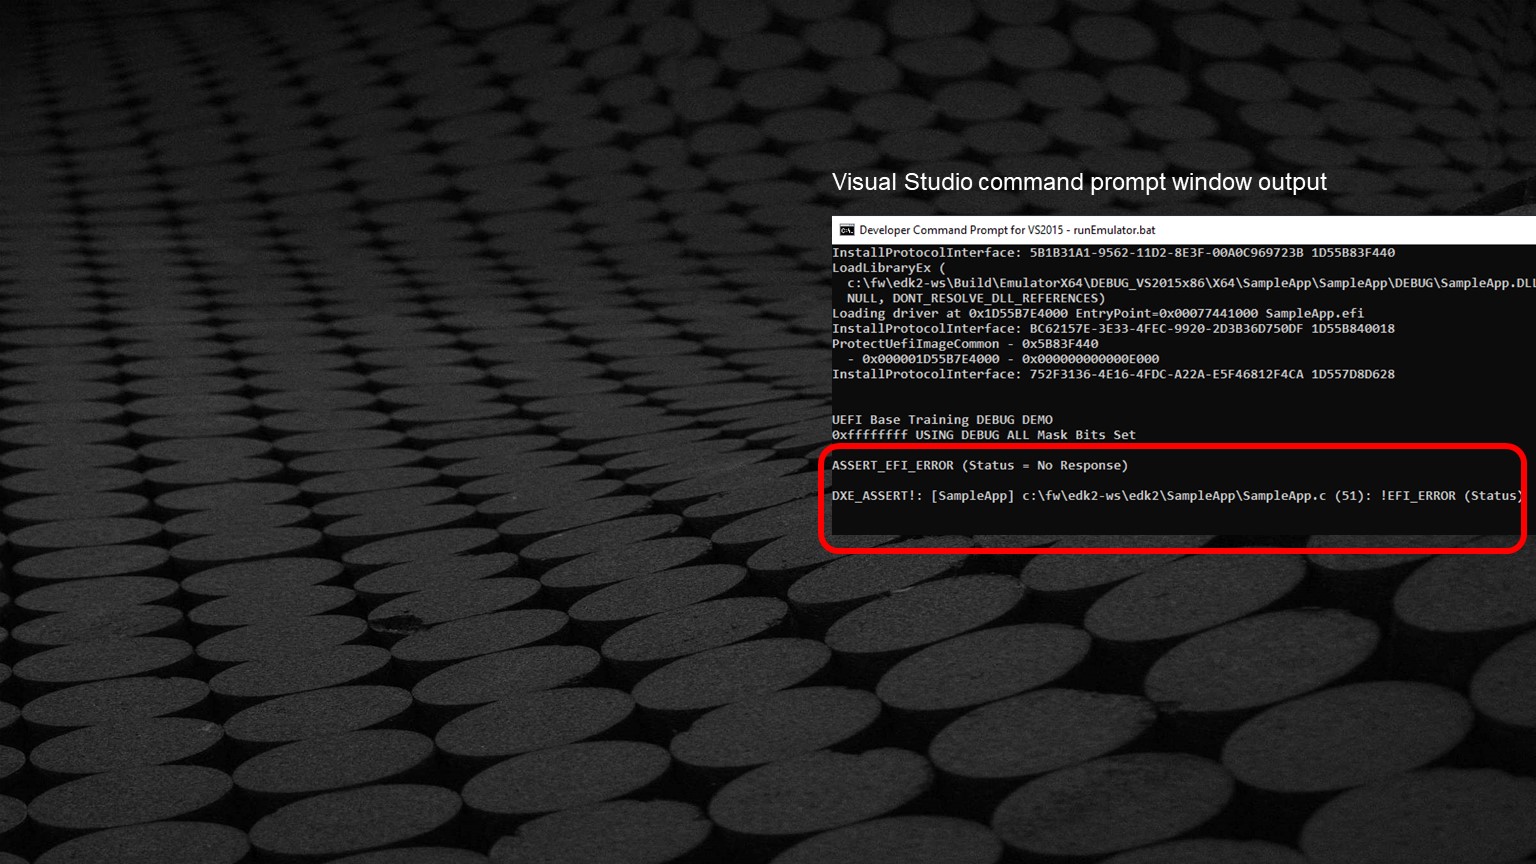 Visual Studio command prompt window output
Developer Command Prompt for VS2015 - runEmulator.bat
InstallProtocolInterface: 5B1B31A1-9562-11D2-8E3F-00A0C969723B 1D55B83F440
LoadLibraryEx (
c:\fw\edk2-ws\Build\EmulatorX64\DEBUG_VS2015x86\X64\SampleApp\SampleApp\DEBUG\SampleApp.DLL
NULL, DONT_RESOLVE_DLL_REFERENCES)
Loading driver at 0x1D55B7E4000 EntryPoint=0x00077441000 SampleApp.efi
InstallProtocolInterface: BC62157E-3E33-4FEC-9920-2D3B36D750DF 1D55B840018
ProtectUefiImageCommon - 0x5B83F440
- 0x000001D55B7E4000 - 0x000000000000E000
InstallProtocolInterface: 752F3136-4E16-4FDC-A22A-E5F46812F4CA 1D557D8D628
UEFI Base Training DEBUG DEMO
0xffffffff USING DEBUG ALL Mask Bits Set
ASSERT_EFI_ERROR (Status = No Response)
DXE_ASSERT!: [SampleApp] c:\fw\edk2-ws\edk2\SampleApp\SampleApp.c (51): !EFI_ERROR (Status)